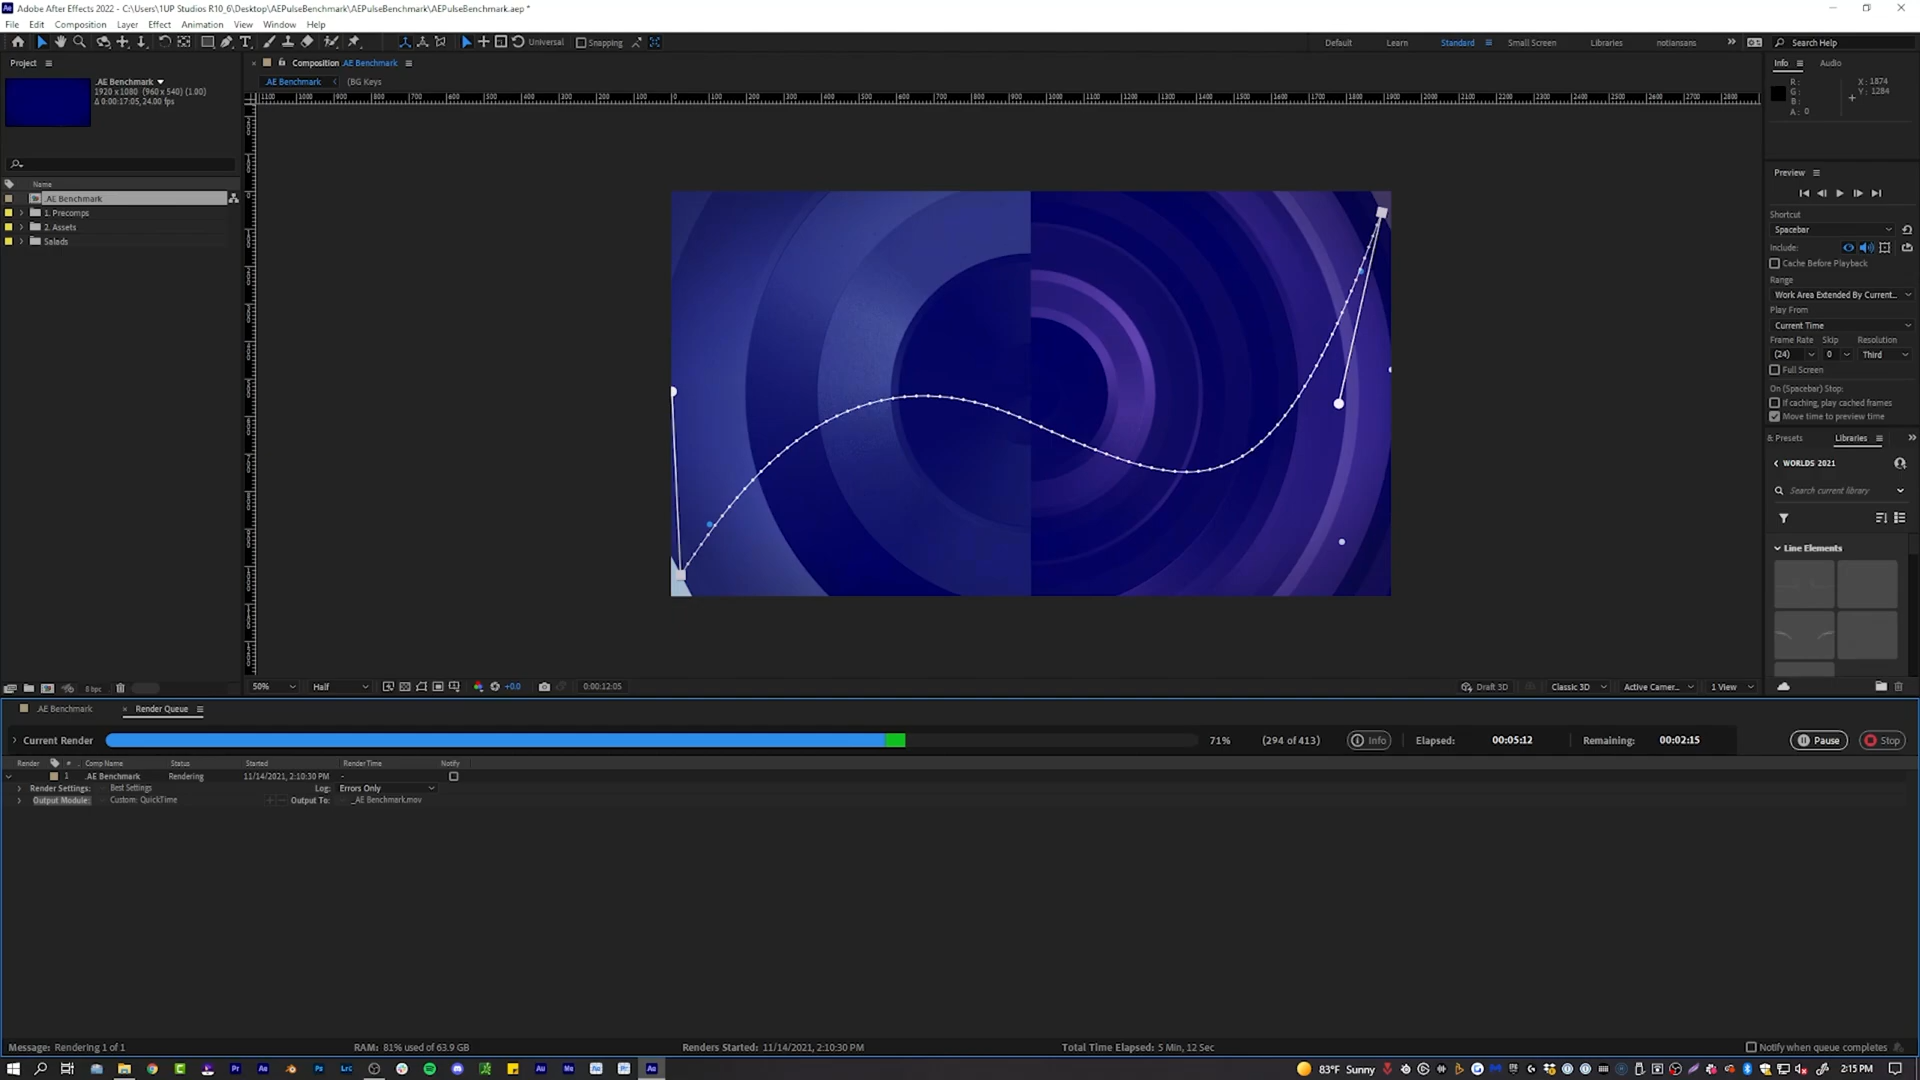 Adobe After Effects 2022 - C:\Users\1UP Studios R10_6\Desktop\AEPulseBenchmark\AEPulseBenchmark\AEPulseBenchmark.aep *
File Edit Composition Layer Effect Animation View Window Help
Universal Snapping Default Learn Standard Small Screen Libraries notiansans Search Help
Project
Composition .AE Benchmark
.AE Benchmark
1920 x1080 (960 x 540) (1.00)
Δ 0:00:17:05, 24.00 fps
.AE Benchmark (BG Keys
Name
.AE Benchmark
1. Precomps
2. Assets
Salads
8 bpc
50% Half +0.0 0:00:12:05 Draft 3D Classic 3D Active Camer... 1 View
Info Audio
R: X: 1874
G: Y: 1284
B:
A: 0
Preview
Shortcut
Spacebar
Include:
Cache Before Playback
Range
Work Area Extended By Current...
Play From
Current Time
Frame Rate Skip Resolution
(24) 0 Third
Full Screen
On (Spacebar) Stop:
If caching, play cached frames
Move time to preview time
& Presets Libraries
WORLDS 2021
Search current library
Line Elements
.AE Benchmark Render Queue
Current Render 71% (294 of 413) Info Elapsed: 00:05:12 Remaining: 00:02:15 Pause Stop
Render # Comp Name Status Started Render Time Notify
1 .AE Benchmark Rendering 11/14/2021, 2:10:30 PM -
Render Settings: Best Settings Log: Errors Only
Output Module: Custom: QuickTime Output To: _AE Benchmark.mov
Message: Rendering 1 of 1 RAM: 81% used of 63.9 GB Renders Started: 11/14/2021, 2:10:30 PM Total Time Elapsed: 5 Min, 12 Sec Notify when queue completes
83°F Sunny 2:15 PM